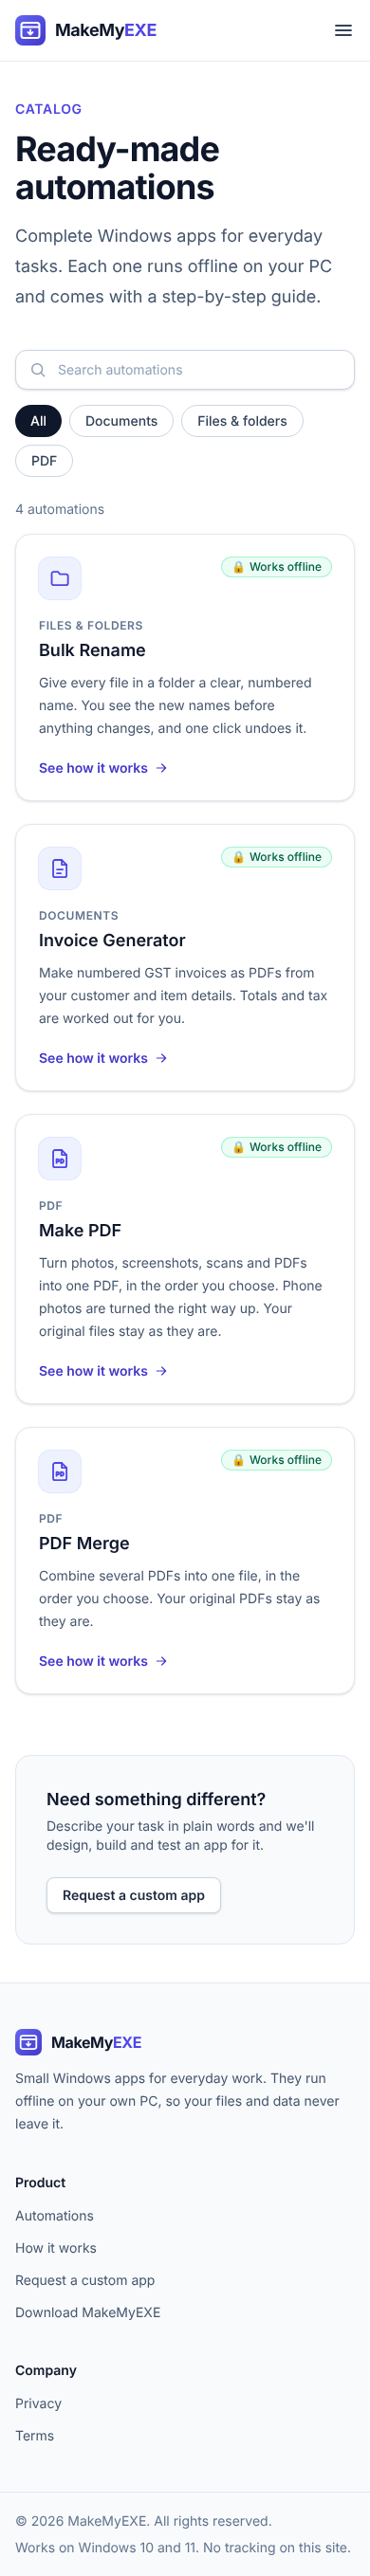 MakeMyEXE
CATALOG
Ready-made
automations
Complete Windows apps for everyday
tasks. Each one runs offline on your PC
and comes with a step-by-step guide.
Search automations
All
Documents
Files & folders
PDF
4 automations
🔒 Works offline
FILES & FOLDERS
Bulk Rename
Give every file in a folder a clear, numbered
name. You see the new names before
anything changes, and one click undoes it.
See how it works →
🔒 Works offline
DOCUMENTS
Invoice Generator
Make numbered GST invoices as PDFs from
your customer and item details. Totals and tax
are worked out for you.
See how it works →
🔒 Works offline
PDF
Make PDF
Turn photos, screenshots, scans and PDFs
into one PDF, in the order you choose. Phone
photos are turned the right way up. Your
original files stay as they are.
See how it works →
🔒 Works offline
PDF
PDF Merge
Combine several PDFs into one file, in the
order you choose. Your original PDFs stay as
they are.
See how it works →
Need something different?
Describe your task in plain words and we'll
design, build and test an app for it.
Request a custom app
MakeMyEXE
Small Windows apps for everyday work. They run
offline on your own PC, so your files and data never
leave it.
Product
Automations
How it works
Request a custom app
Download MakeMyEXE
Company
Privacy
Terms
© 2026 MakeMyEXE. All rights reserved.
Works on Windows 10 and 11. No tracking on this site.